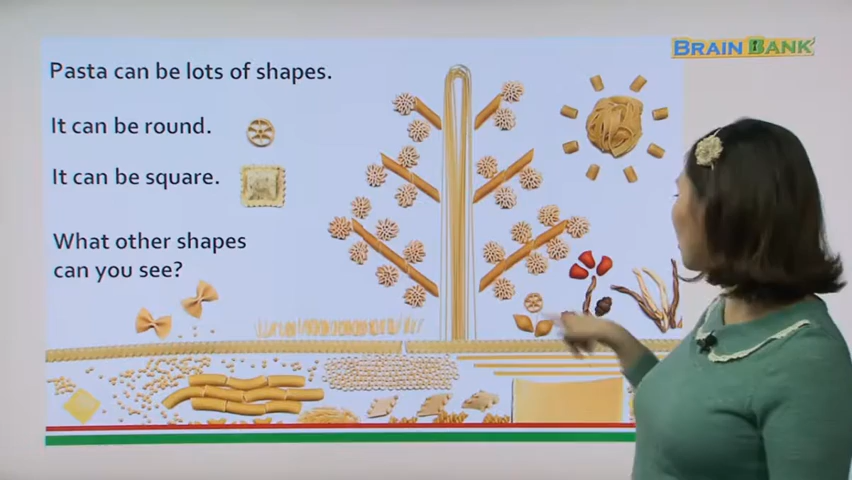 BRAIN BANK
Pasta can be lots of shapes.
It can be round.
It can be square.
What other shapes
can you see?